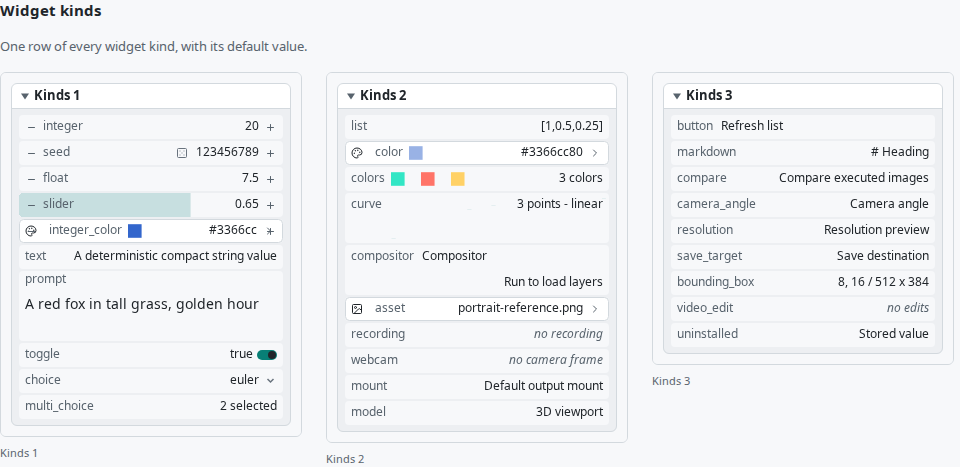 Widget kinds
One row of every widget kind, with its default value.
Kinds 1
integer 20
seed 123456789
float 7.5
slider 0.65
integer_color #3366cc
text A deterministic compact string value
prompt
A red fox in tall grass, golden hour
toggle true
choice euler
multi_choice 2 selected
Kinds 1
Kinds 2
list [1,0.5,0.25]
color #3366cc80
colors 3 colors
curve 3 points - linear
compositor Compositor
Run to load layers
asset portrait-reference.png
recording no recording
webcam no camera frame
mount Default output mount
model 3D viewport
Kinds 2
Kinds 3
button Refresh list
markdown # Heading
compare Compare executed images
camera_angle Camera angle
resolution Resolution preview
save_target Save destination
bounding_box 8, 16 / 512 x 384
video_edit no edits
uninstalled Stored value
Kinds 3